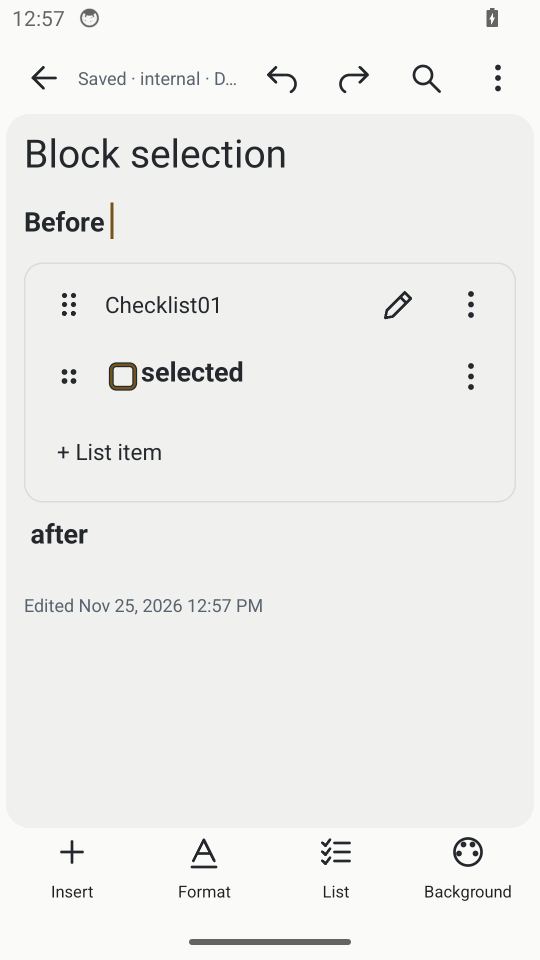 12:57
Saved · internal · D...
Block selection
Before
Checklist01
selected
+ List item
after
Edited Nov 25, 2026 12:57 PM
Insert
Format
List
Background